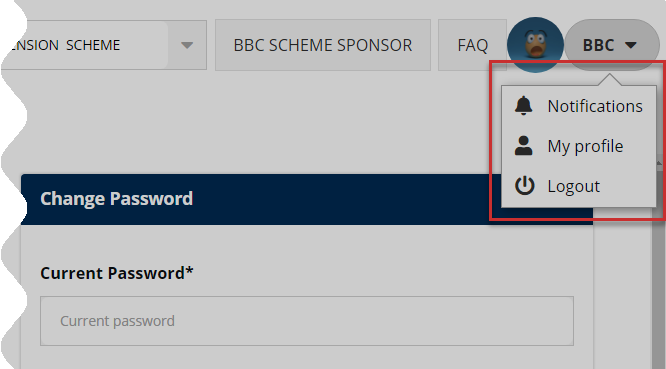 ENSION SCHEME
BBC SCHEME SPONSOR
FAQ
BBC
Notifications
My profile
Logout
Change Password
Current Password*
Current password